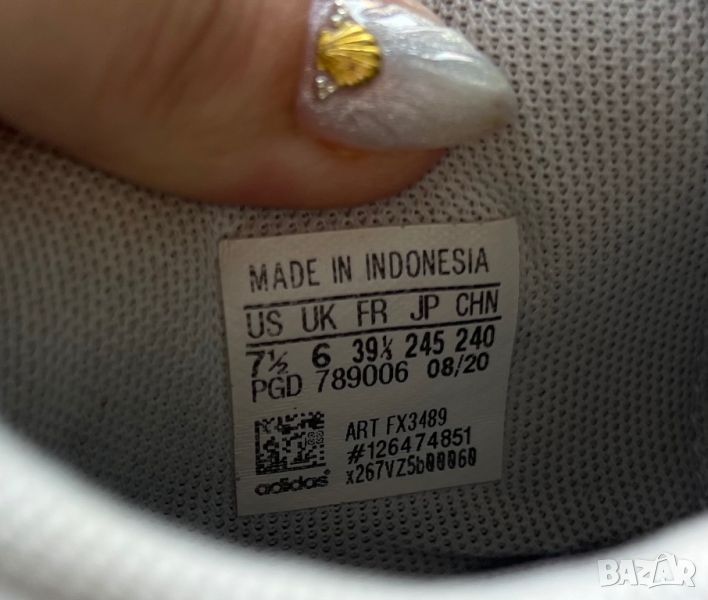 MADE IN INDONESIA
US UK FR JP CHN
7½ 6 39⅓ 245 240
PGD 789006 08/20
ART FX3489
#126474851
x267VZ5b00060
adidas
BAZAR